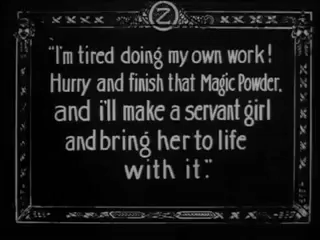 OZ
"I'm tired doing my own work!
Hurry and finish that Magic Powder,
and i'll make a servant girl
and bring her to life
with it."